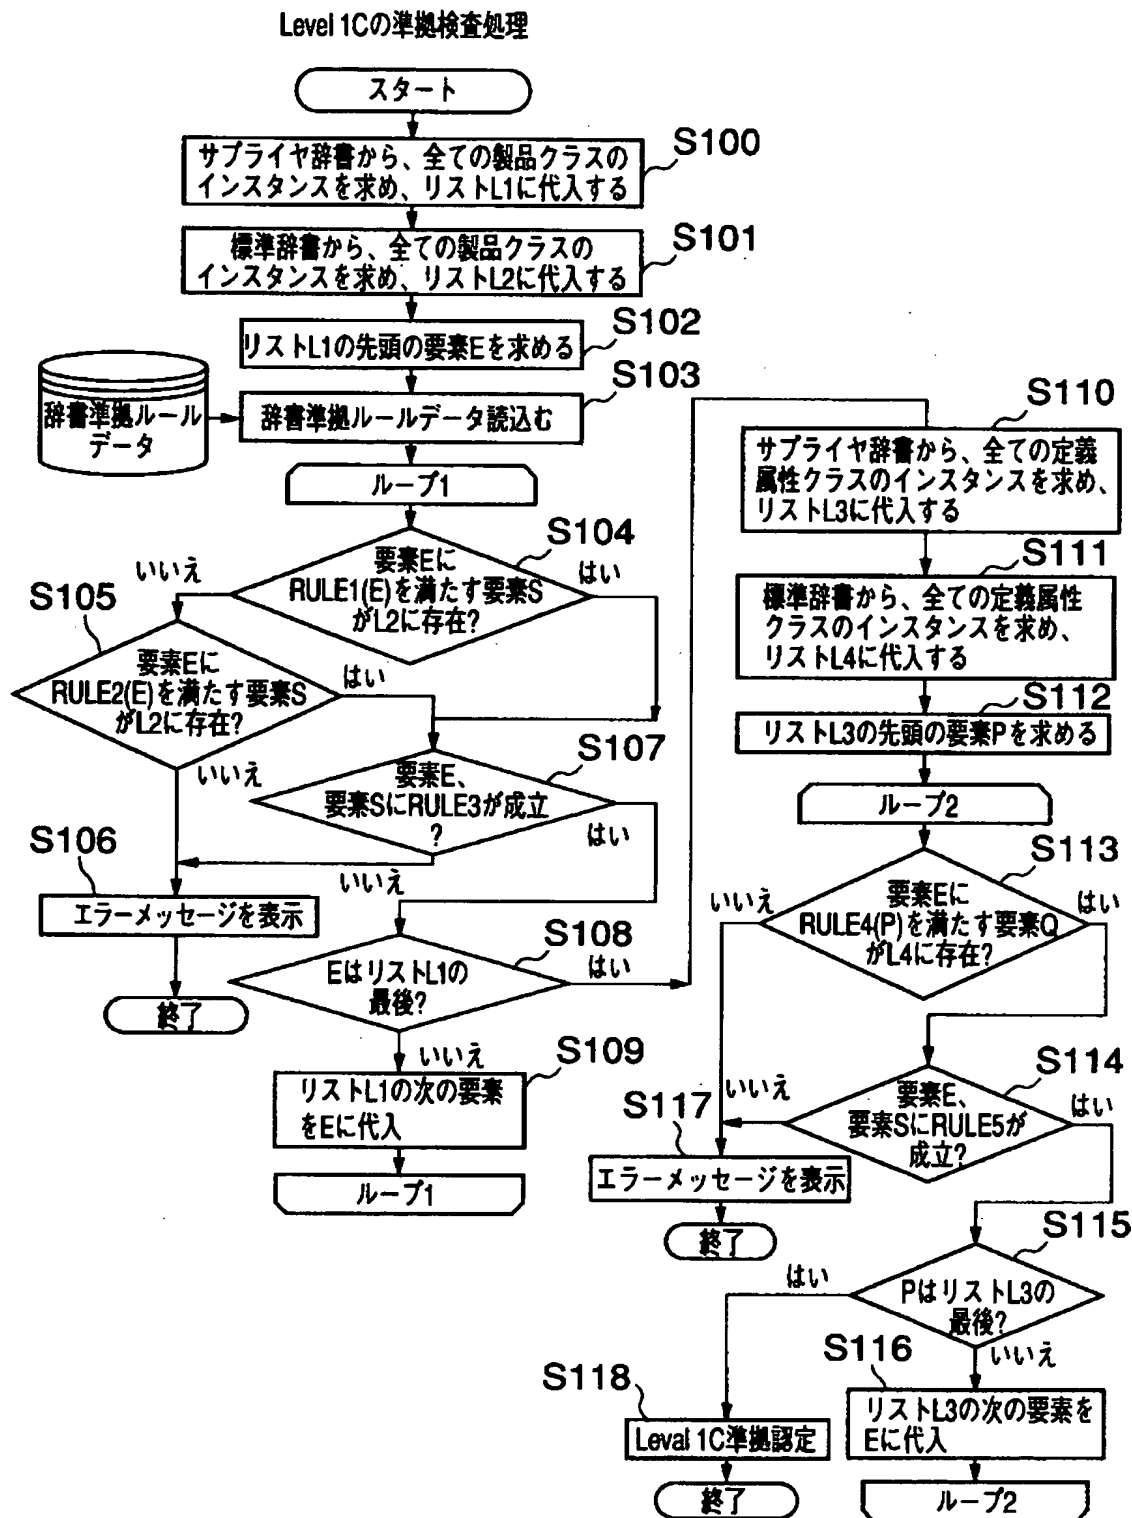 Level 1Cの準拠検査処理
スタート
S100
サプライヤ辞書から、全ての製品クラスの
インスタンスを求め、リストL1に代入する
S101
標準辞書から、全ての製品クラスの
インスタンスを求め、リストL2に代入する
S102
リストL1の先頭の要素Eを求める
S103
辞書準拠ルールデータ読込む
辞書準拠ルール
データ
ループ1
S104
要素Eに
RULE1(E)を満たす要素S
がL2に存在?
いいえ
はい
S105
要素Eに
RULE2(E)を満たす要素S
がL2に存在?
はい
いいえ
S107
要素E、
要素SにRULE3が成立
?
はい
いいえ
S106
エラーメッセージを表示
終了
S108
EはリストL1の
最後?
はい
いいえ
S109
リストL1の次の要素
をEに代入
ループ1
S110
サプライヤ辞書から、全ての定義
属性クラスのインスタンスを求め、
リストL3に代入する
S111
標準辞書から、全ての定義属性
クラスのインスタンスを求め、
リストL4に代入する
S112
リストL3の先頭の要素Pを求める
ループ2
S113
要素Eに
RULE4(P)を満たす要素Q
がL4に存在?
いいえ
はい
S114
要素E、
要素SにRULE5が
成立?
いいえ
はい
S117
エラーメッセージを表示
終了
S115
PはリストL3の
最後?
はい
いいえ
S116
リストL3の次の要素を
Eに代入
ループ2
S118
Leval 1C準拠認定
終了